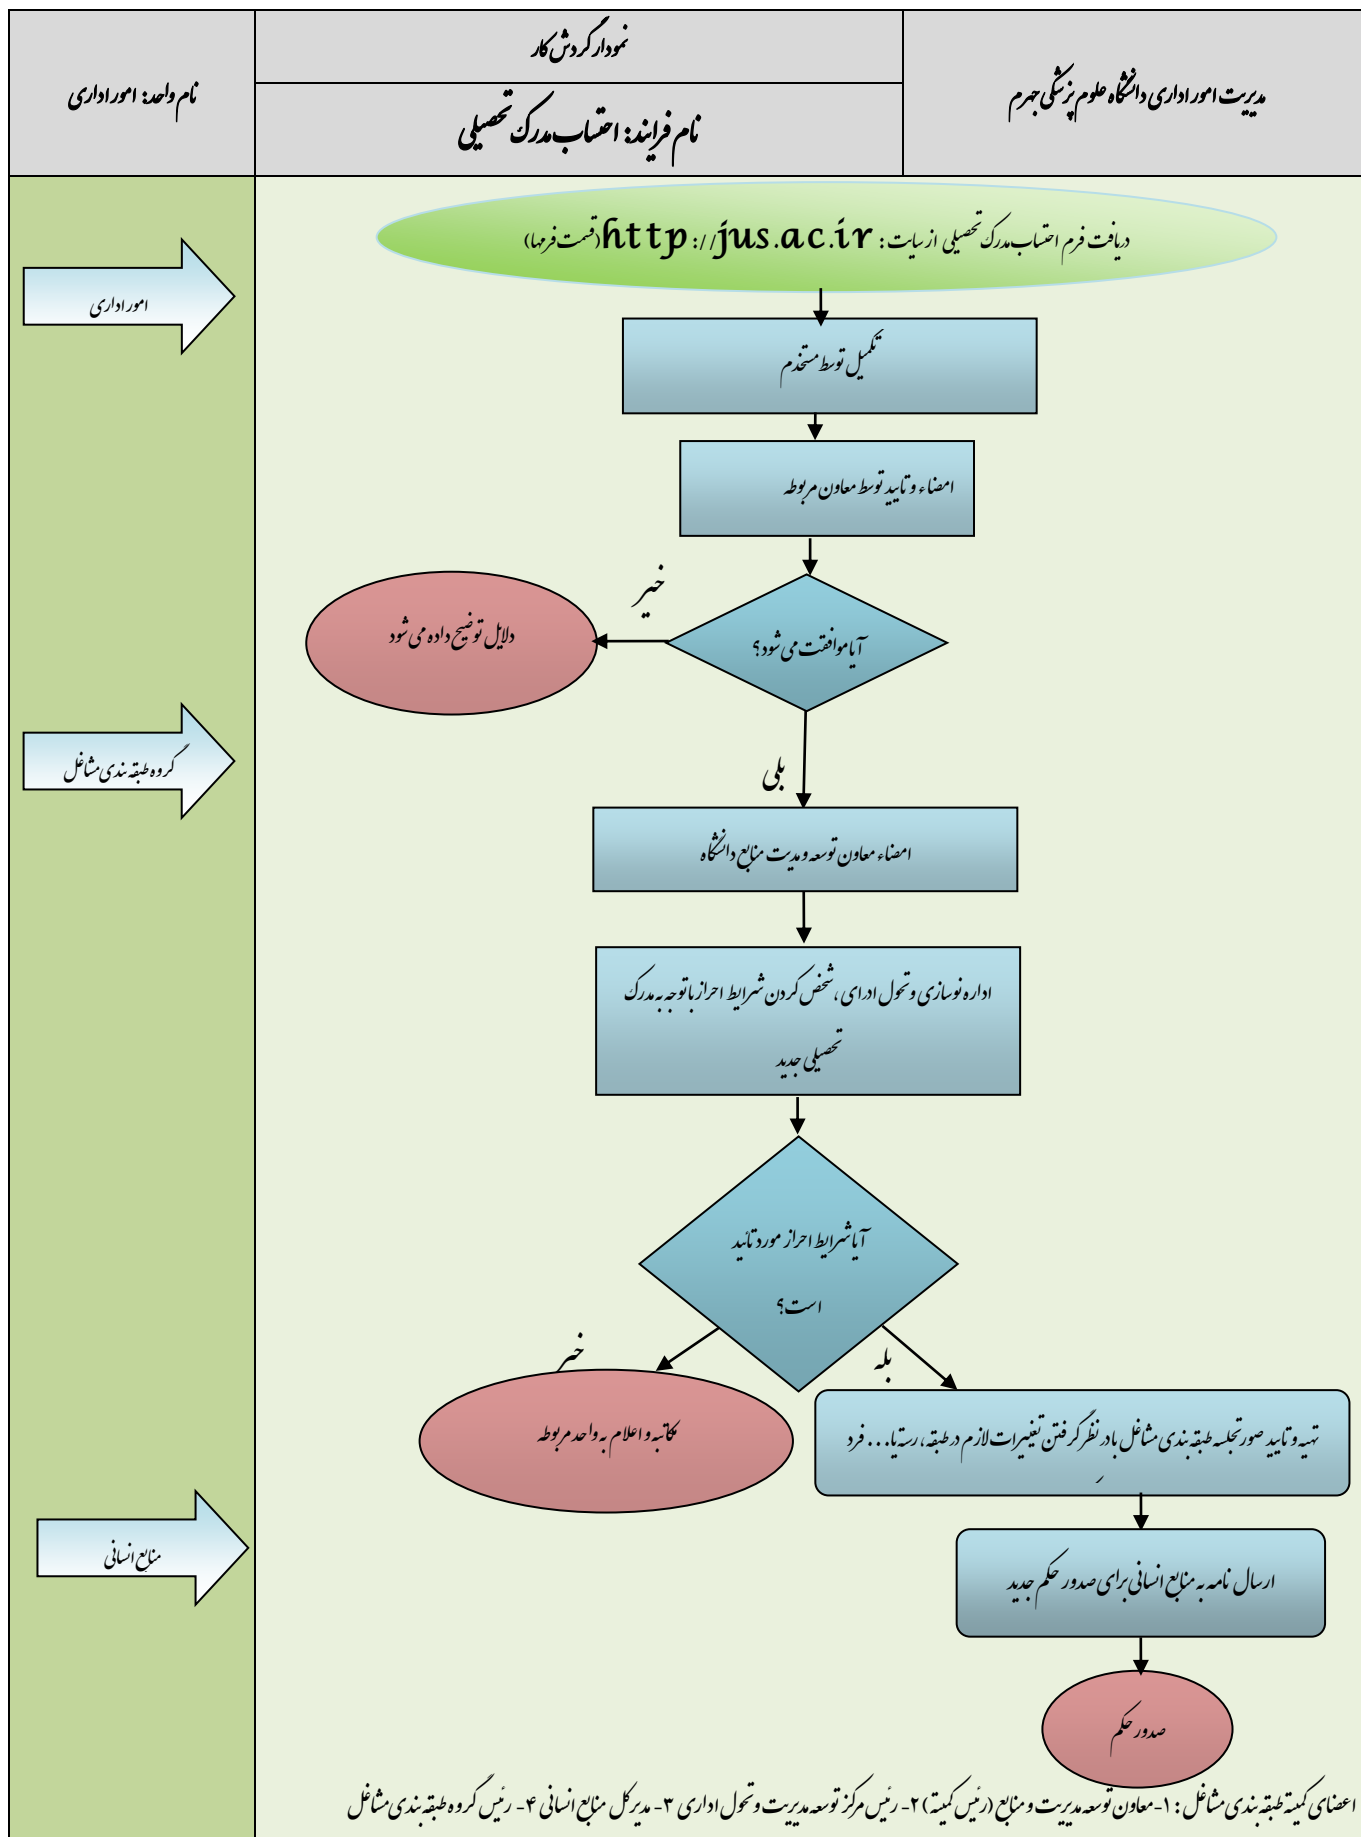 مدیریت امور اداری دانشگاه علوم پزشکی جهرم
نمودار گردش کار
نام فرایند: احتساب مدرک تحصیلی
نام واحد: امور اداری
دریافت فرم احتساب مدرک تحصیلی از سایت: http://jus.ac.ir (قسمت فرمها)
امور اداری
تکمیل توسط مستخدم
امضاء و تایید توسط معاون مربوطه
آیا موافقت می شود؟
خیر
دلایل توضیح داده می شود
بلی
گروه طبقه بندی مشاغل
امضاء معاون توسعه و مدیت منابع دانشگاه
اداره نوسازی و تحول ادرای ، شخص کردن شرایط احراز با توجه به مدرک
تحصیلی جدید
آیا شرایط احراز مورد تائید
است؟
خیر
بله
مکاتبه و اعلام به واحد مربوطه
تهیه و تایید صورتجلسه طبقه بندی مشاغل با در نظر گرفتن تغییرات لازم در طبقه، رسته یا... فرد
ر
ارسال نامه به منابع انسانی برای صدور حکم جدید
منابع انسانی
صدور حکم
اعضای کمیته طبقه بندی مشاغل : ۱-معاون توسعه مدیریت و منابع (رئیس کمیته ) ۲- رئیس مرکز توسعه مدیریت و تحول اداری ۳- مدیرکل منابع انسانی ۴- رئیس گروه طبقه بندی مشاغل